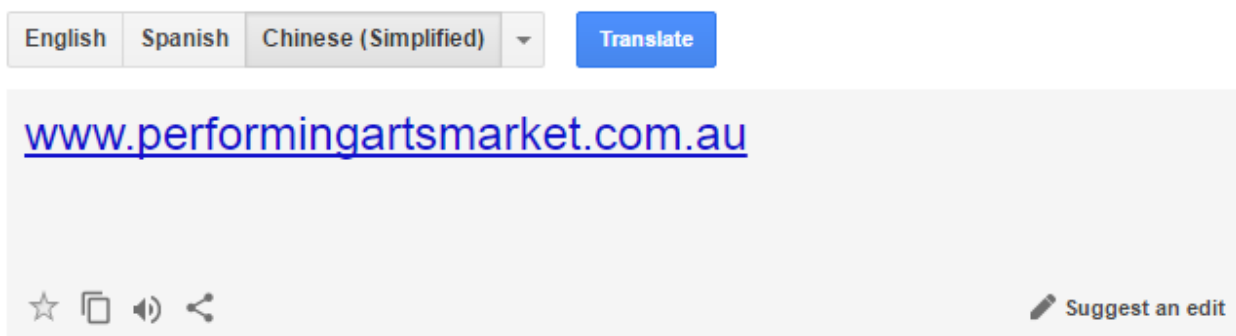 English Spanish Chinese (Simplified) Translate
www.performingartsmarket.com.au
Suggest an edit